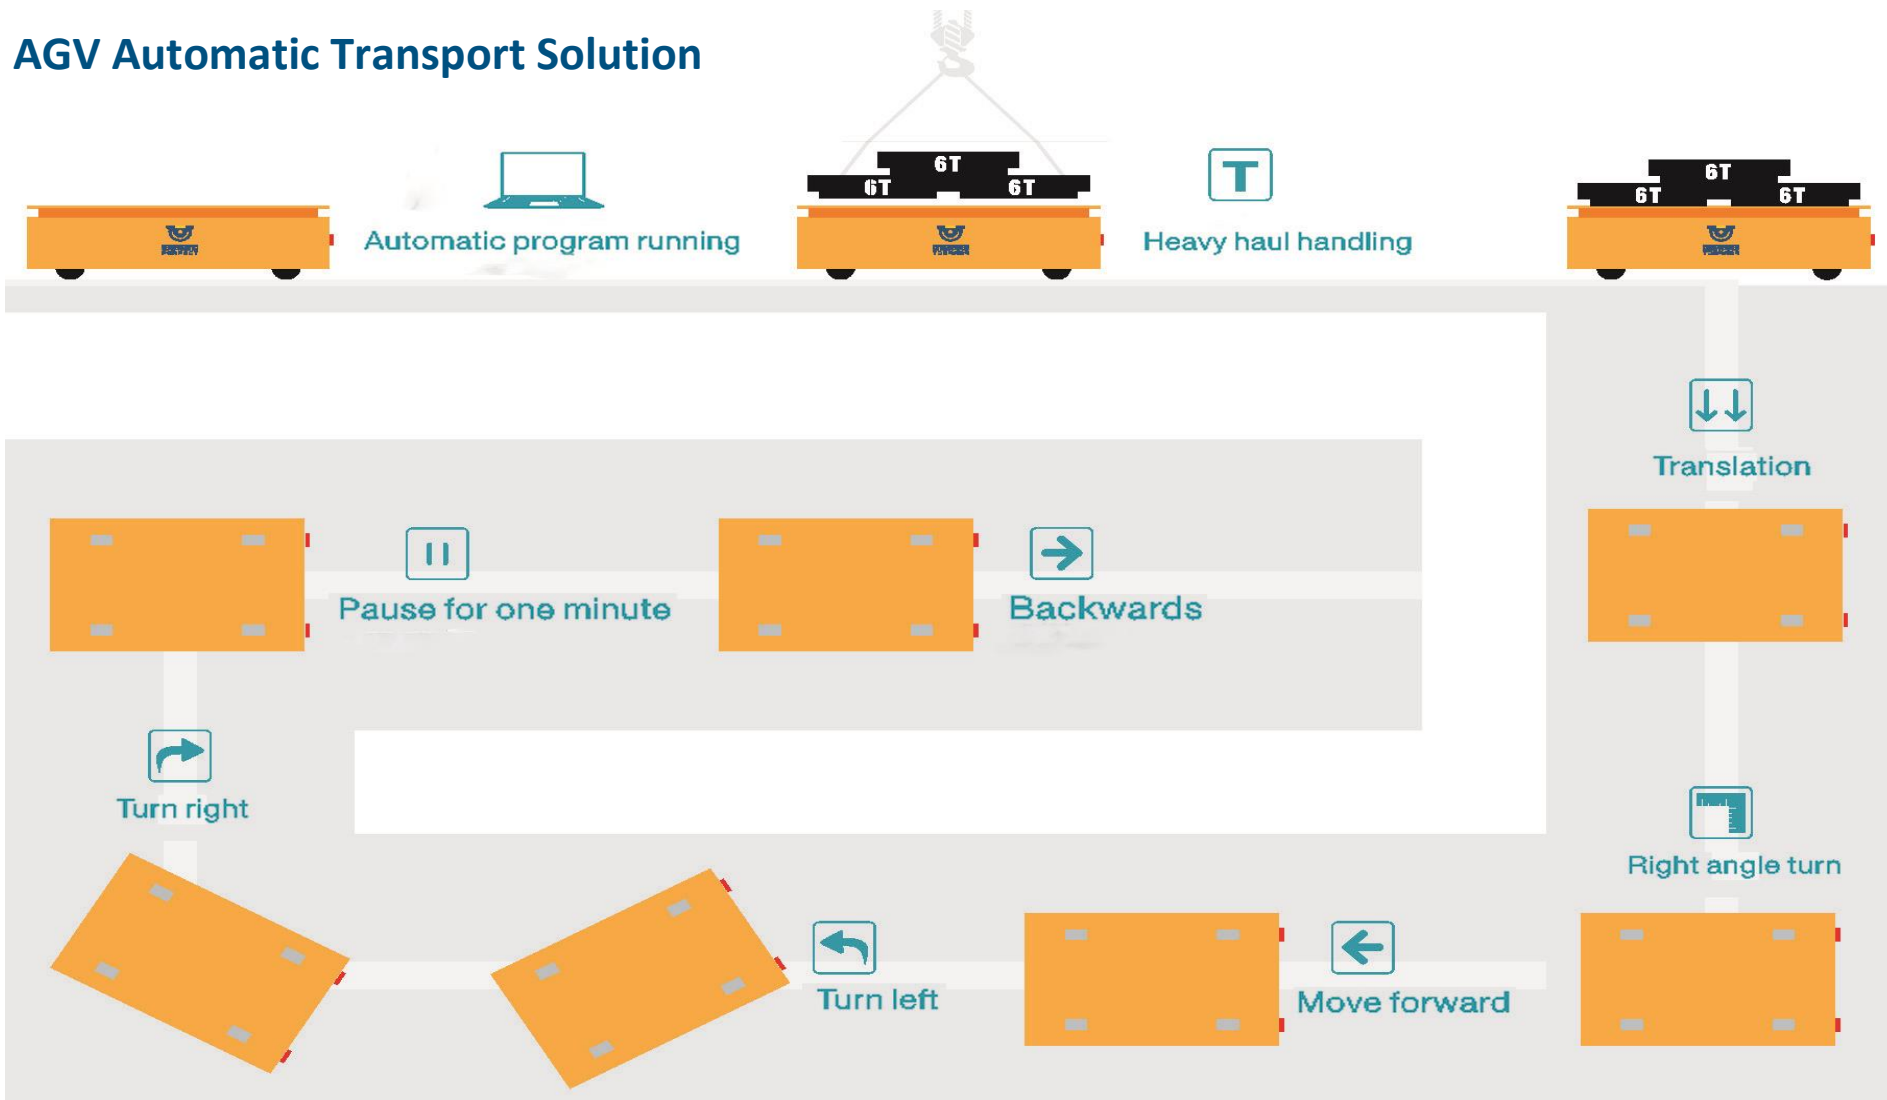 AGV Automatic Transport Solution
6T
6T 6T
6T
6T 6T
Automatic program running
Heavy haul handling
Translation
Pause for one minute
Backwards
Turn right
Right angle turn
Turn left
Move forward